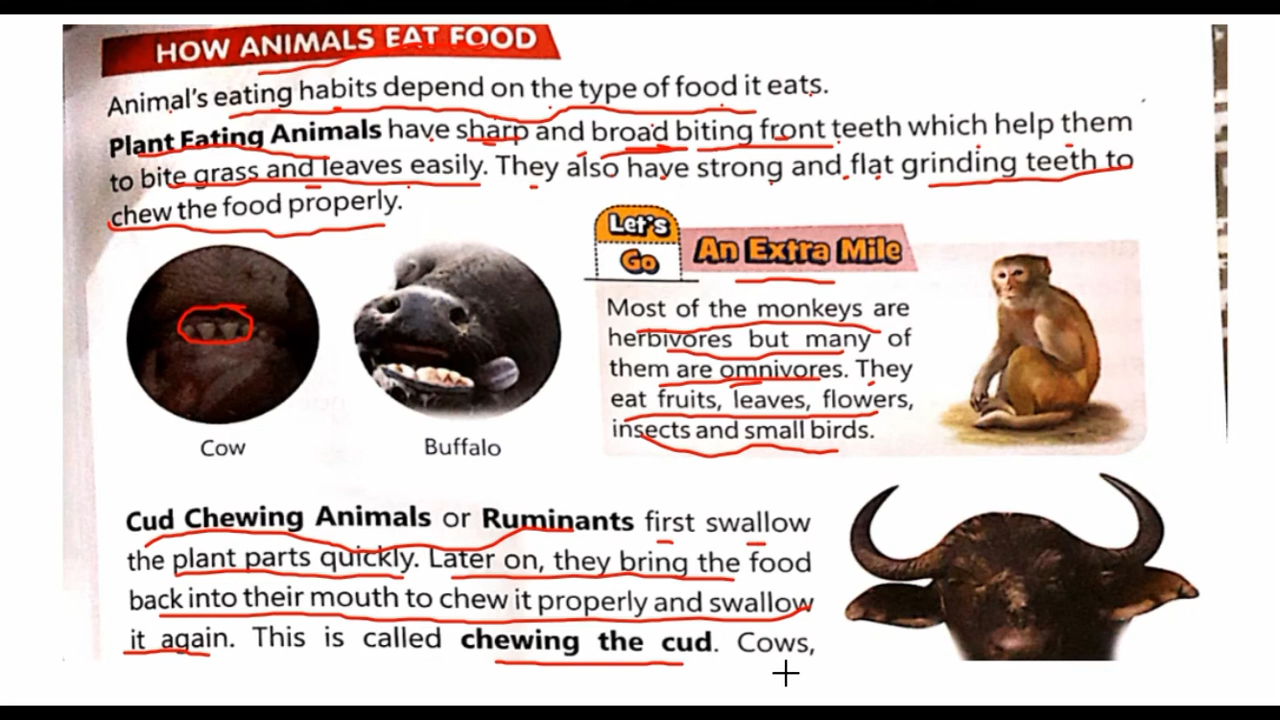 HOW ANIMALS EAT FOOD
Animal's eating habits depend on the type of food it eats.
Plant Eating Animals have sharp and broad biting front teeth which help them
to bite grass and leaves easily. They also have strong and flat grinding teeth to
chew the food properly.
Let's
Go
An Extra Mile
Most of the monkeys are
herbivores but many of
them are omnivores. They
eat fruits, leaves, flowers,
insects and small birds.
Cow
Buffalo
Cud Chewing Animals or Ruminants first swallow
the plant parts quickly. Later on, they bring the food
back into their mouth to chew it properly and swallow
it again. This is called chewing the cud. Cows,